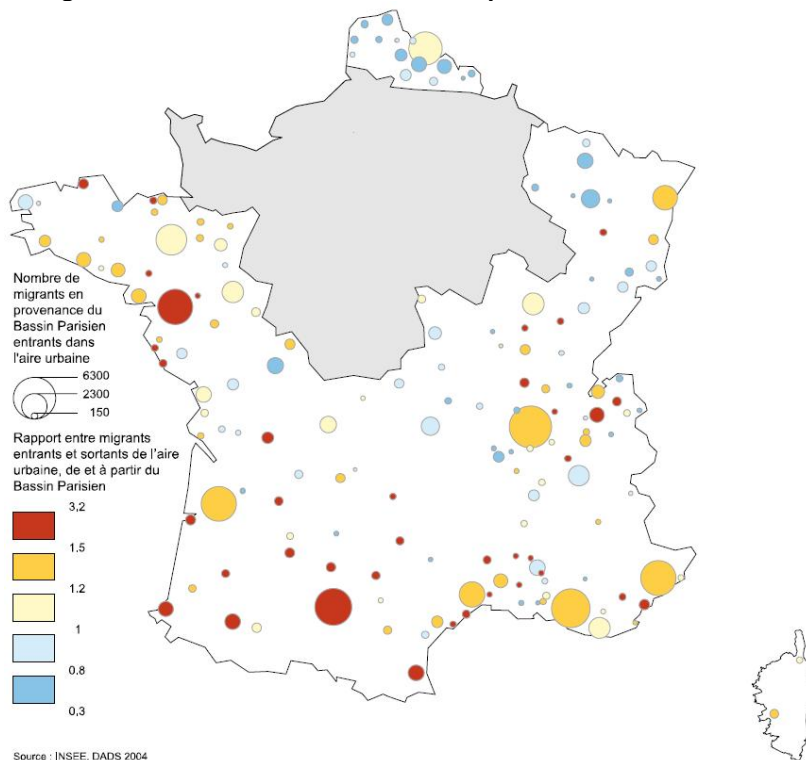 Nombre de
migrants en
provenance du
Bassin Parisien
entrants dans
l'aire urbaine
6300
2300
150
Rapport entre migrants
entrants et sortants de l'aire
urbaine, de et à partir du
Bassin Parisien
3,2
1,5
1,2
1
0,8
0,3
Source : INSEE, DADS 2004